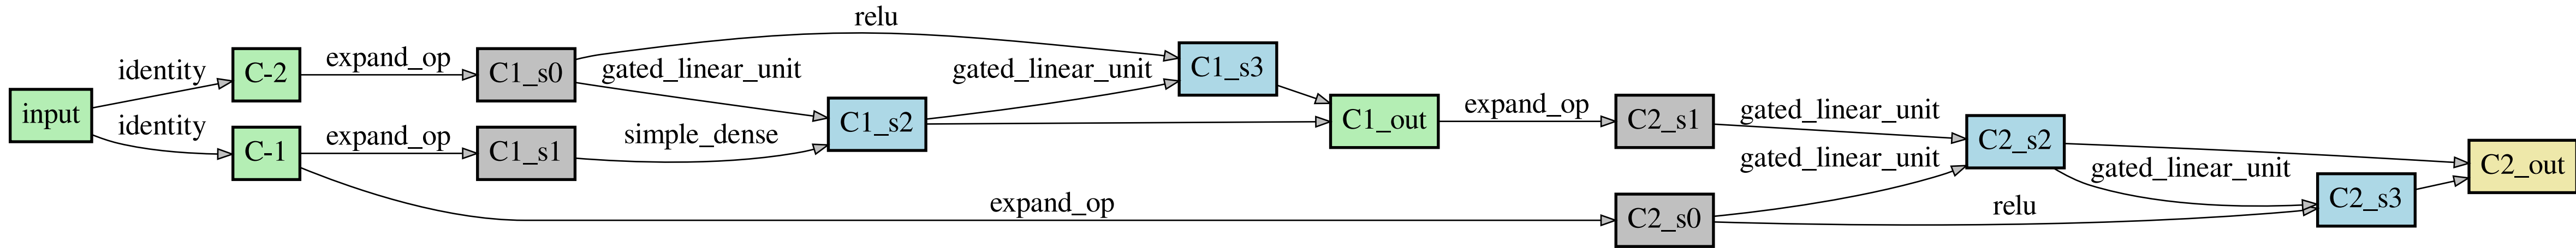 relu
identity
C-2
expand_op
C1_s0
gated_linear_unit
gated_linear_unit
C1_s3
input
identity
C-1
expand_op
C1_s1
simple_dense
C1_s2
C1_out
expand_op
C2_s1
gated_linear_unit
gated_linear_unit
C2_s2
gated_linear_unit
C2_out
expand_op
C2_s0
relu
C2_s3